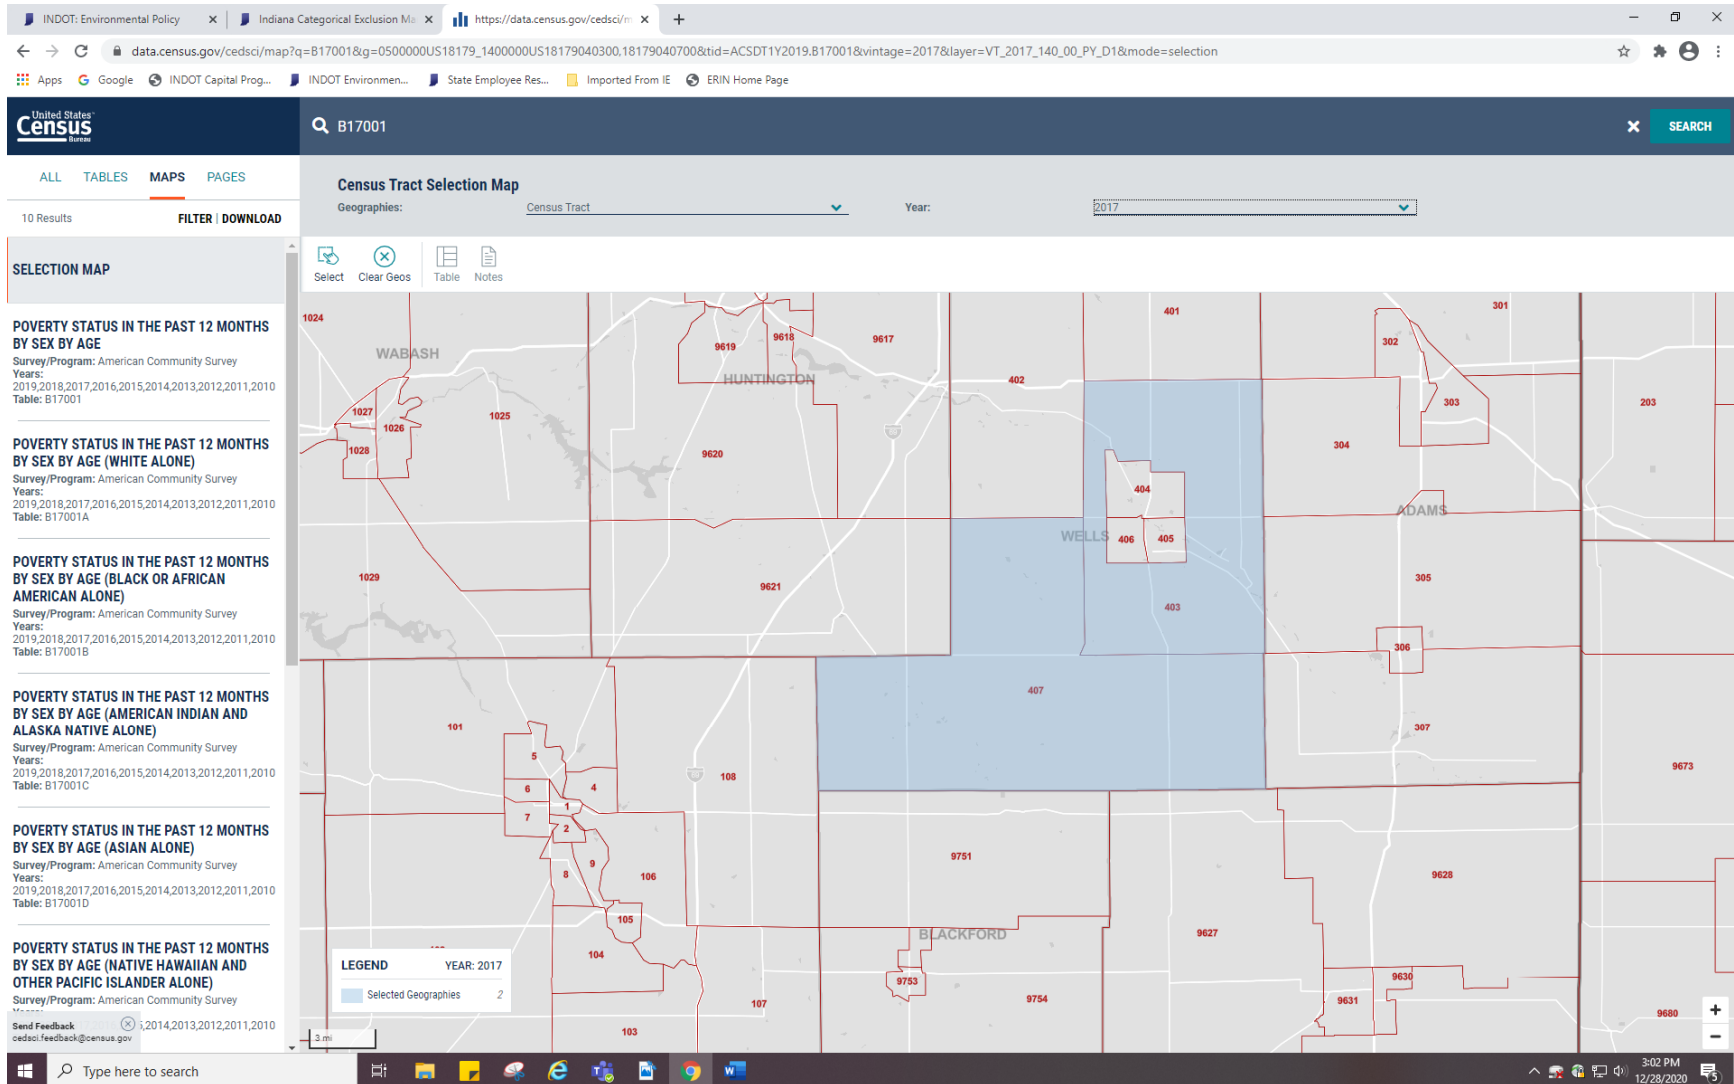 INDOT: Environmental Policy
Indiana Categorical Exclusion Ma
https://data.census.gov/cedsci/m
data.census.gov/cedsci/map?q=B17001&g=0500000US18179_1400000US18179040300,18179040700&tid=ACSDT1Y2019.B17001&vintage=2017&layer=VT_2017_140_00_PY_D1&mode=selection
Apps
Google
INDOT Capital Prog...
INDOT Environmen...
State Employee Res...
Imported From IE
ERIN Home Page
United States
Census
Bureau
B17001
SEARCH
ALL TABLES MAPS PAGES
10 Results
FILTER | DOWNLOAD
Census Tract Selection Map
Geographies: Census Tract
Year: 2017
Select
Clear Geos
Table
Notes
SELECTION MAP
POVERTY STATUS IN THE PAST 12 MONTHS
BY SEX BY AGE
Survey/Program: American Community Survey
Years:
2019,2018,2017,2016,2015,2014,2013,2012,2011,2010
Table: B17001
POVERTY STATUS IN THE PAST 12 MONTHS
BY SEX BY AGE (WHITE ALONE)
Survey/Program: American Community Survey
Years:
2019,2018,2017,2016,2015,2014,2013,2012,2011,2010
Table: B17001A
POVERTY STATUS IN THE PAST 12 MONTHS
BY SEX BY AGE (BLACK OR AFRICAN
AMERICAN ALONE)
Survey/Program: American Community Survey
Years:
2019,2018,2017,2016,2015,2014,2013,2012,2011,2010
Table: B17001B
POVERTY STATUS IN THE PAST 12 MONTHS
BY SEX BY AGE (AMERICAN INDIAN AND
ALASKA NATIVE ALONE)
Survey/Program: American Community Survey
Years:
2019,2018,2017,2016,2015,2014,2013,2012,2011,2010
Table: B17001C
POVERTY STATUS IN THE PAST 12 MONTHS
BY SEX BY AGE (ASIAN ALONE)
Survey/Program: American Community Survey
Years:
2019,2018,2017,2016,2015,2014,2013,2012,2011,2010
Table: B17001D
POVERTY STATUS IN THE PAST 12 MONTHS
BY SEX BY AGE (NATIVE HAWAIIAN AND
OTHER PACIFIC ISLANDER ALONE)
Survey/Program: American Community Survey
5,2014,2013,2012,2011,2010
Send Feedback
cedsci.feedback@census.gov
1024
WABASH
1027
1026
1028
1025
1029
9619
9618
9617
HUNTINGTON
9620
9621
402
401
404
WELLS
406
405
403
407
301
302
303
304
203
ADAMS
305
306
307
101
5
6
4
1
7
2
9
8
106
105
104
103
107
108
9751
BLACKFORD
9753
9754
9627
9628
9630
9631
9673
9680
LEGEND YEAR: 2017
Selected Geographies 2
3 mi
Type here to search
3:02 PM
12/28/2020
5